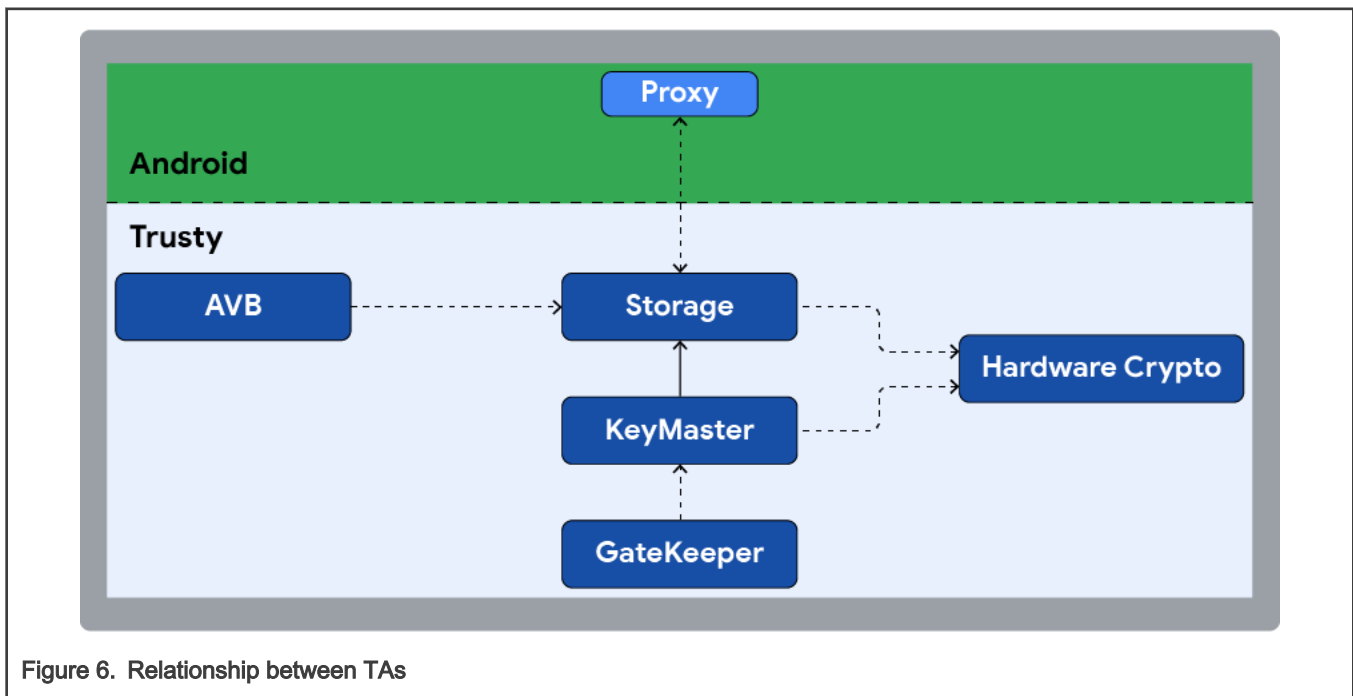 Proxy
Android
Trusty
AVB
Storage
Hardware Crypto
KeyMaster
GateKeeper
Figure 6. Relationship between TAs